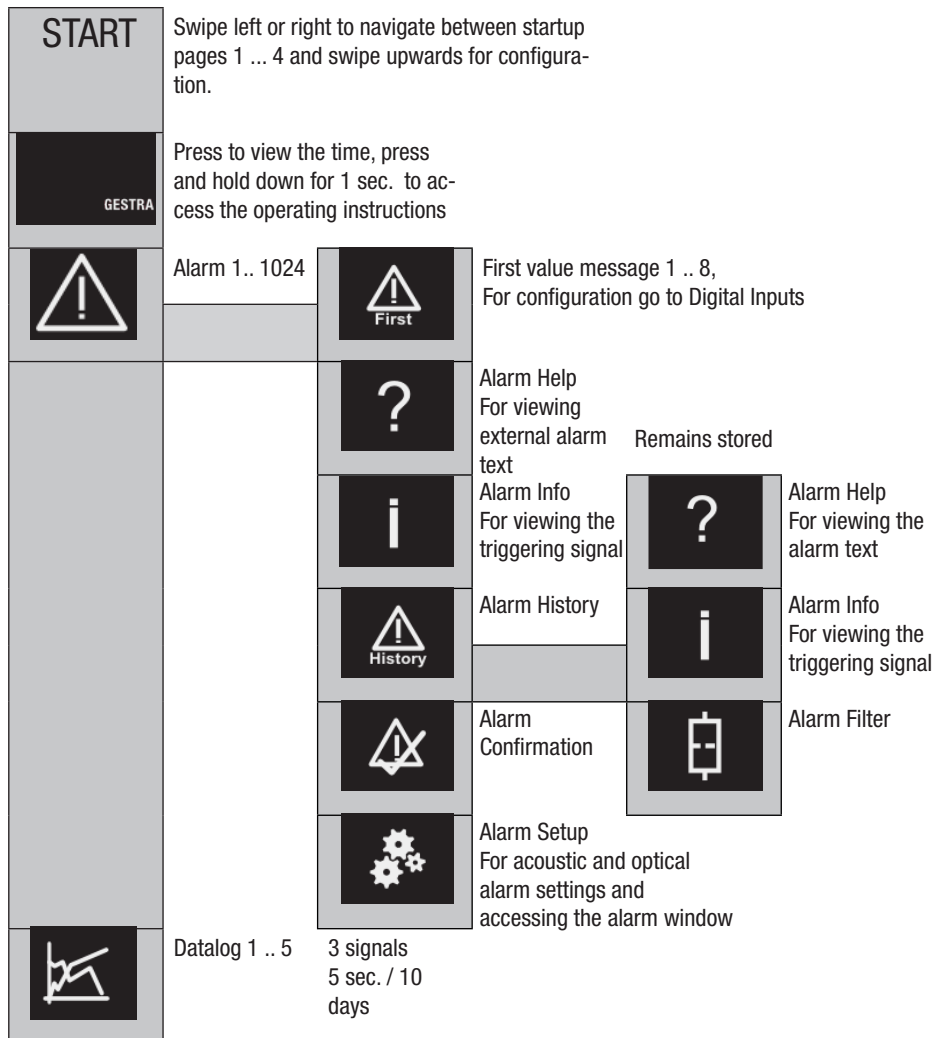 START
Swipe left or right to navigate between startup
pages 1 ... 4 and swipe upwards for configura-
tion.
GESTRA
Press to view the time, press
and hold down for 1 sec. to ac-
cess the operating instructions
!
Alarm 1.. 1024
!
First
First value message 1 .. 8,
For configuration go to Digital Inputs
?
Alarm Help
For viewing
external alarm
text
Remains stored
i
Alarm Info
For viewing the
triggering signal
?
Alarm Help
For viewing the
alarm text
!
History
Alarm History
i
Alarm Info
For viewing the
triggering signal
!
Alarm
Confirmation
Alarm Filter
Alarm Setup
For acoustic and optical
alarm settings and
accessing the alarm window
Datalog 1 .. 5
3 signals
5 sec. / 10
days